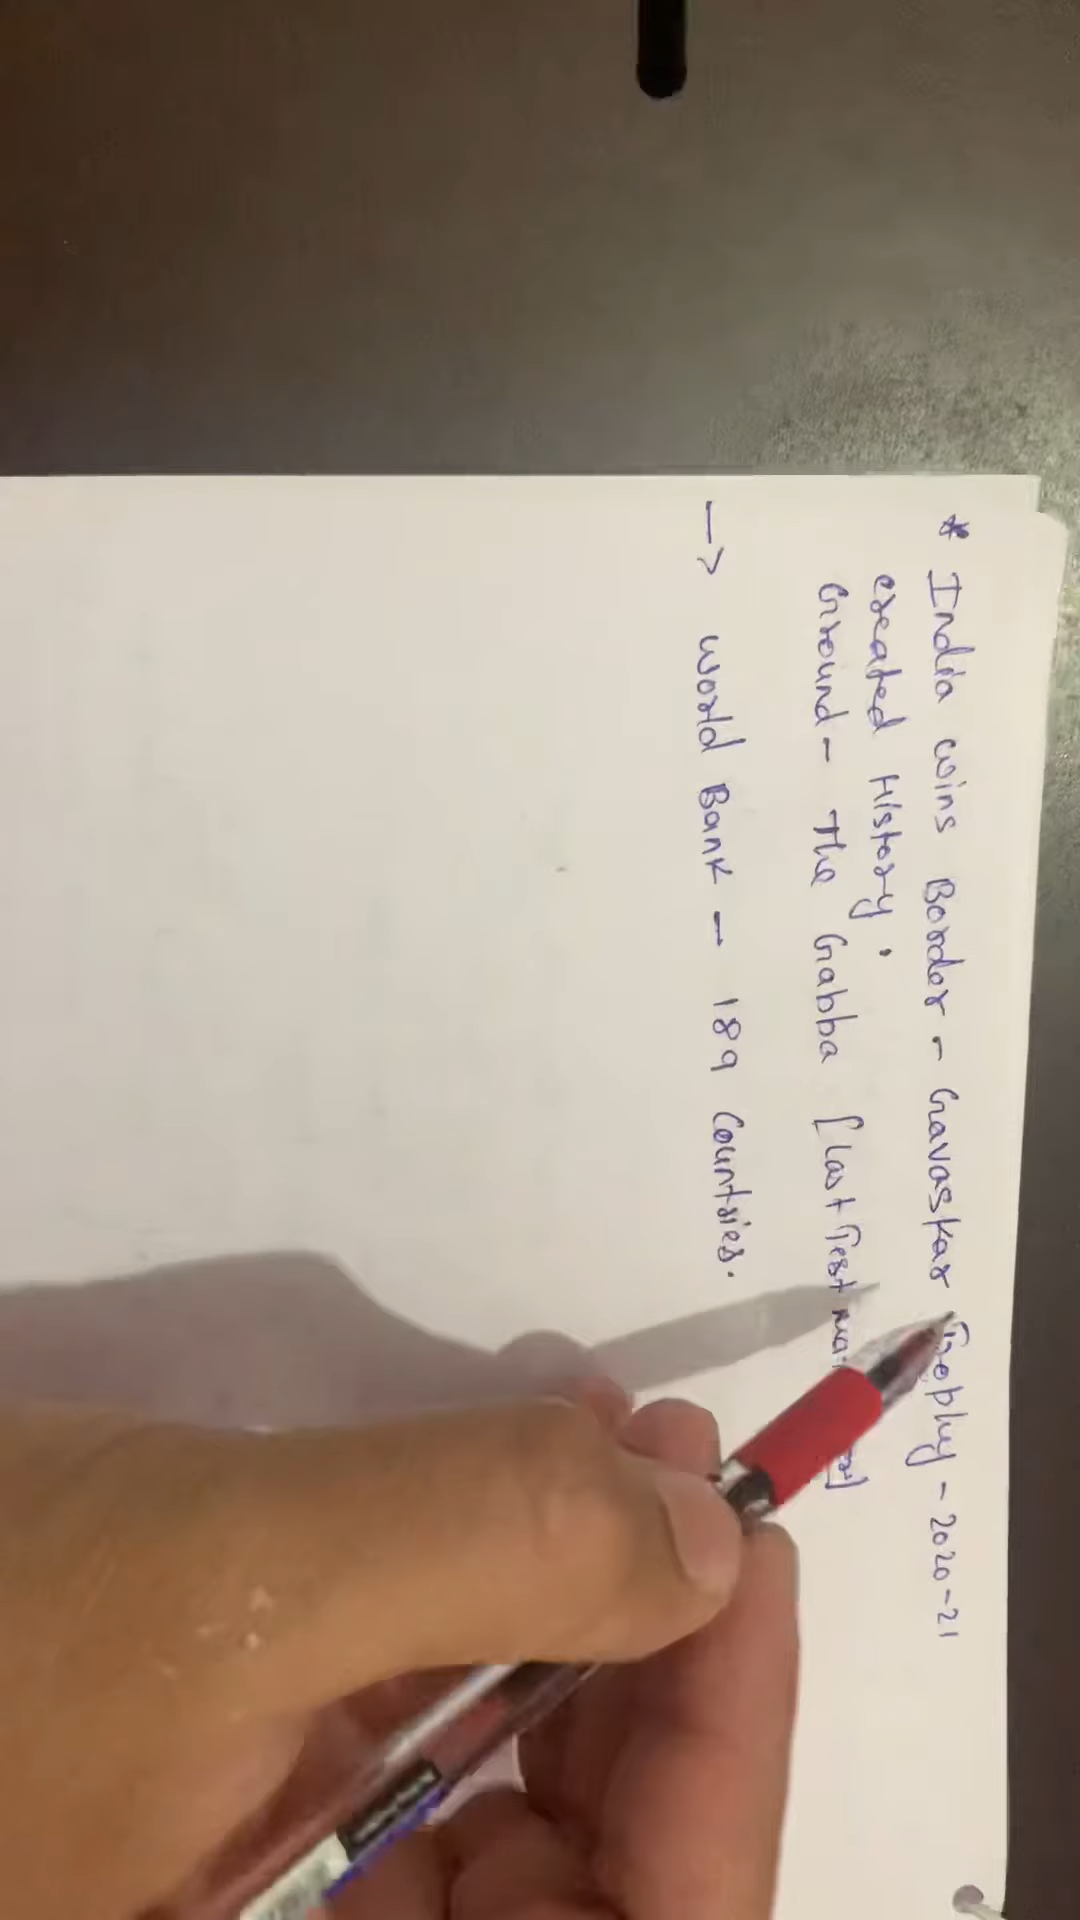 * India wins Border - Gavaskar Trophy - 2020-21
created History.
Ground - The Gabba [last Test
-> World Bank - 189 Countries.